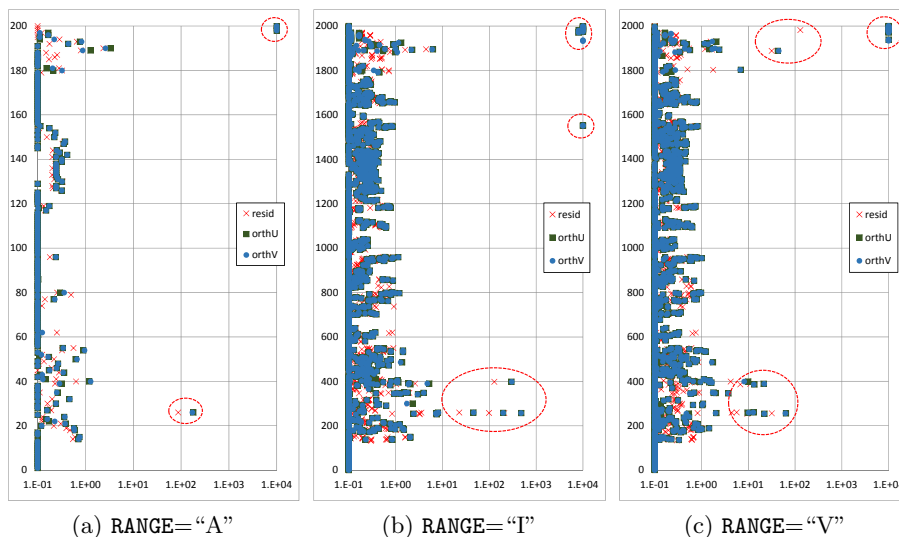 200
180
160
140
120
100
80
60
40
20
0
1.E-01 1.E+00 1.E+01 1.E+02 1.E+03 1.E+04
resid
orthU
orthV
(a) RANGE=“A”
2000
1800
1600
1400
1200
1000
800
600
400
200
0
1.E-01 1.E+00 1.E+01 1.E+02 1.E+03 1.E+04
resid
orthU
orthV
(b) RANGE=“I”
2000
1800
1600
1400
1200
1000
800
600
400
200
0
1.E-01 1.E+00 1.E+01 1.E+02 1.E+03 1.E+04
resid
orthU
orthV
(c) RANGE=“V”